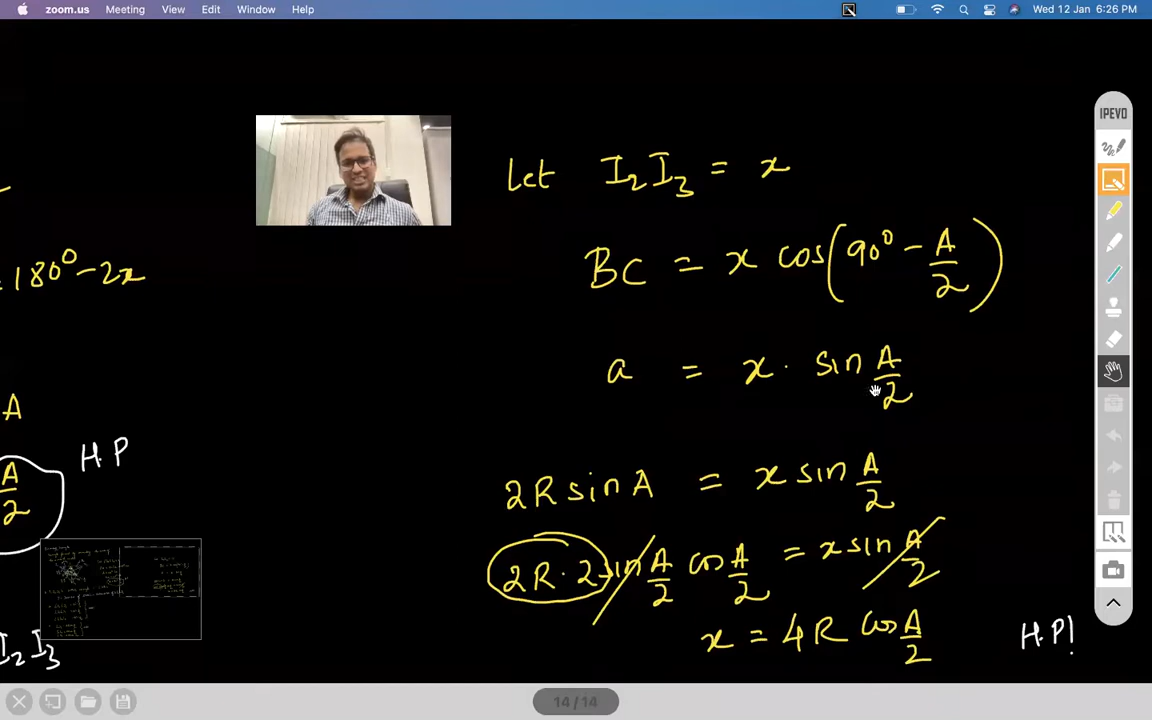 zoom.us Meeting View Edit Window Help Wed 12 Jan 6:26 PM
IPEVO
Let I₂I₃ = x
180° - 2x
BC = x cos(90° - A/2)
a = x · sin A/2
A
H.P
A/2
2R sin A = x sin A/2
2R · 2 sin A/2 cos A/2 = x sin A/2
x = 4R cos A/2
H.P!
I₂I₃
14 / 14